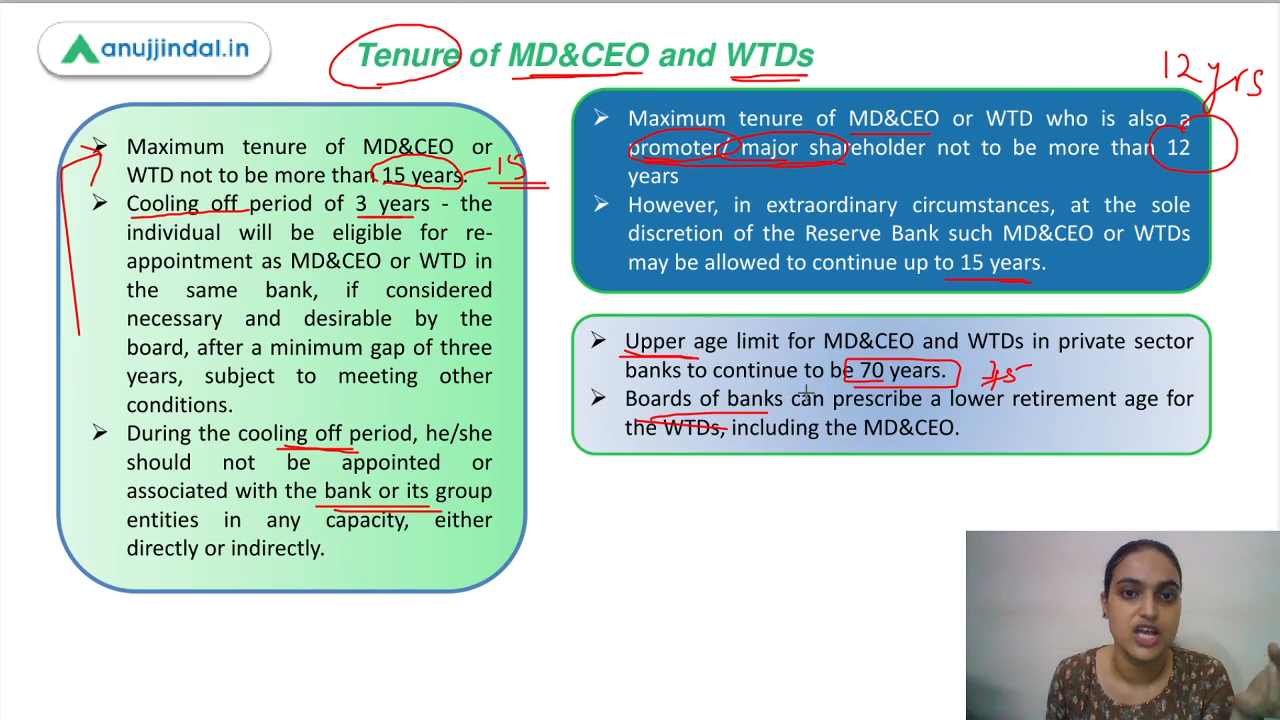 anujjindal.in
Tenure of MD&CEO and WTDs
12 yrs
➢ Maximum tenure of MD&CEO or
WTD not to be more than 15 years. 15
➢ Cooling off period of 3 years - the
individual will be eligible for re-
appointment as MD&CEO or WTD in
the same bank, if considered
necessary and desirable by the
board, after a minimum gap of three
years, subject to meeting other
conditions.
➢ During the cooling off period, he/she
should not be appointed or
associated with the bank or its group
entities in any capacity, either
directly or indirectly.
➢ Maximum tenure of MD&CEO or WTD who is also a
promoter/ major shareholder not to be more than 12
years
➢ However, in extraordinary circumstances, at the sole
discretion of the Reserve Bank such MD&CEO or WTDs
may be allowed to continue up to 15 years.
➢ Upper age limit for MD&CEO and WTDs in private sector
banks to continue to be 70 years. 75
➢ Boards of banks can prescribe a lower retirement age for
the WTDs, including the MD&CEO.